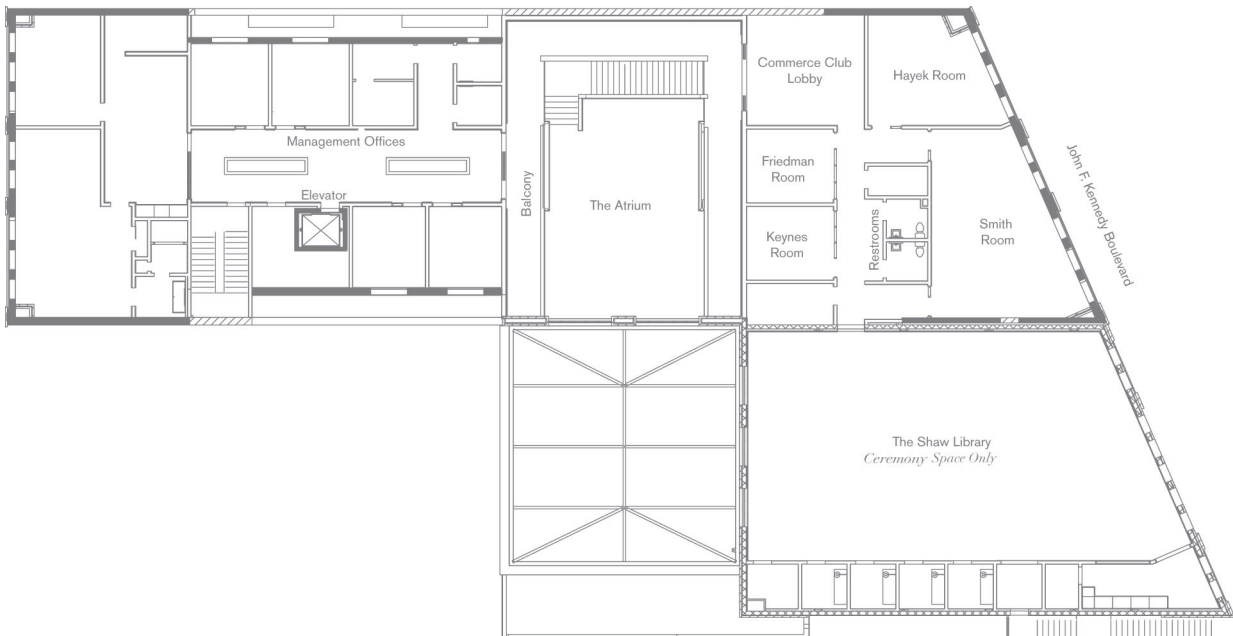 Commerce Club
Lobby
Hayek Room
Management Offices
Friedman
Room
John F. Kennedy Boulevard
Elevator
Balcony
The Atrium
Keynes
Room
Restrooms
Smith
Room
The Shaw Library
Ceremony Space Only